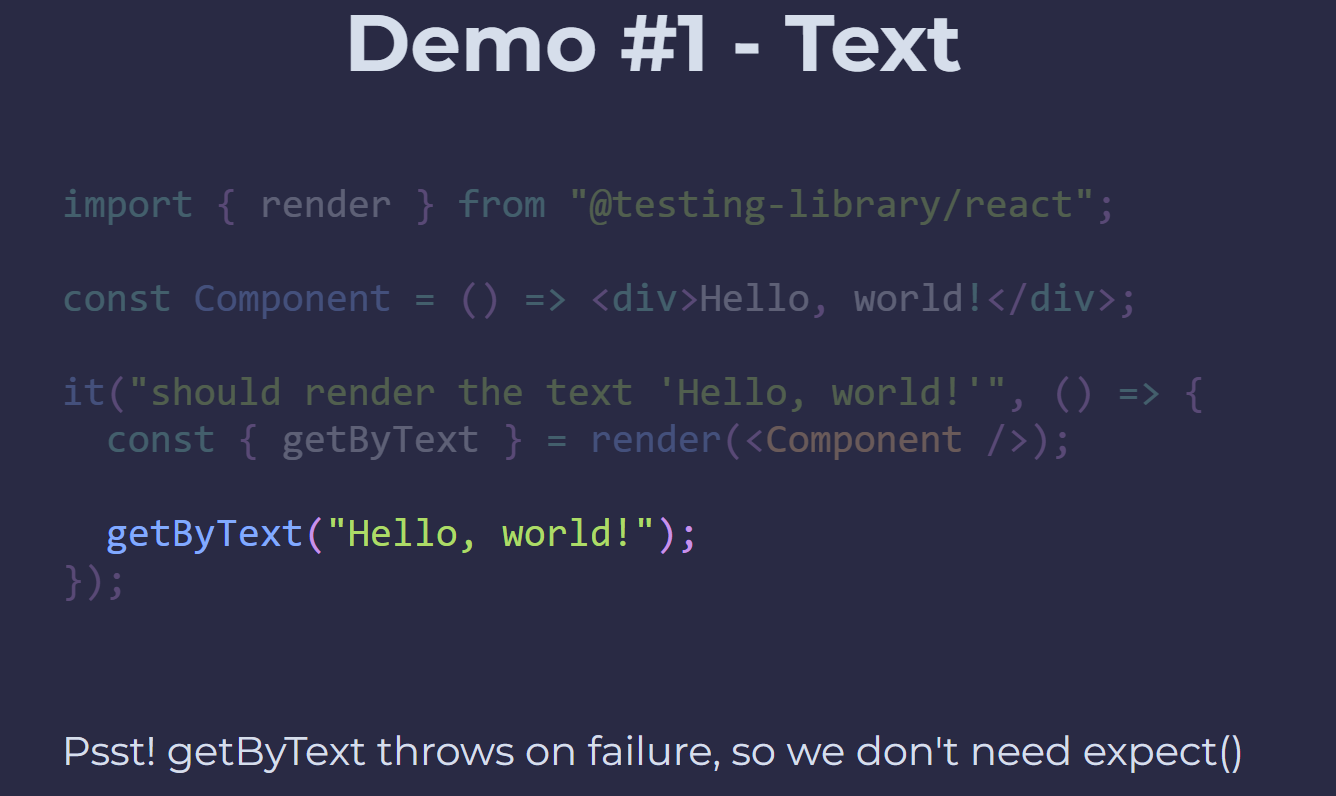 Demo #1 - Text
import { render } from "@testing-library/react";
const Component = () => <div>Hello, world!</div>;
it("should render the text 'Hello, world!'", () => {
  const { getByText } = render(<Component />);
  getByText("Hello, world!");
});
Psst! getByText throws on failure, so we don't need expect()